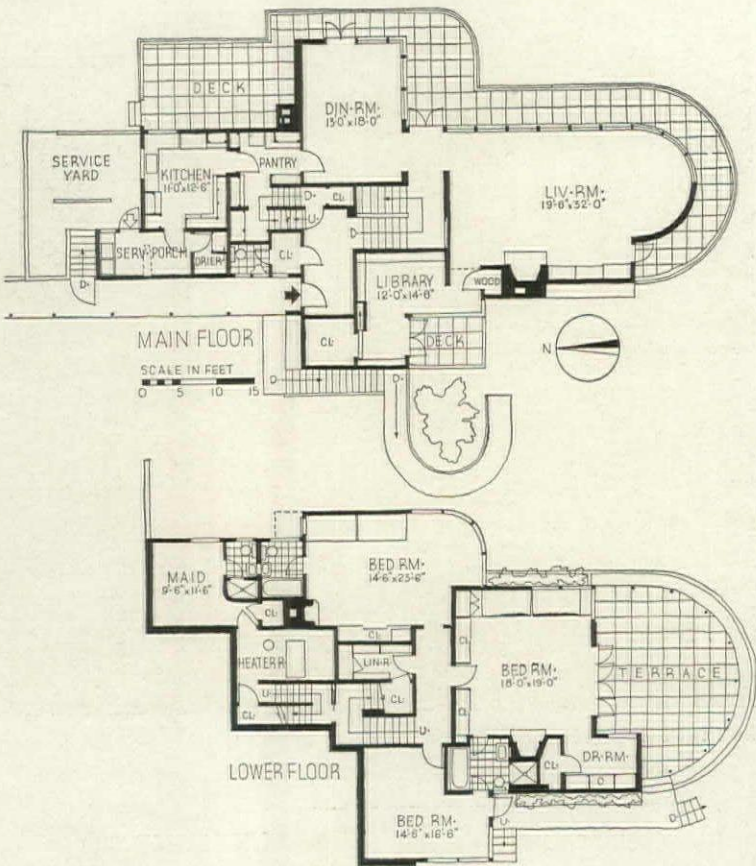 DECK
DIN·RM·
13'·0"x18'·0"
SERVICE
YARD
KITCHEN
11'·0"x12'·6"
PANTRY
LIV·RM·
19'·6"x32'·0"
CL·
D·
U·
D·
SERV·PORCH
DRIER
CL·
LIBRARY
12'·0"x14'·6"
WOOD
D·
MAIN FLOOR
CL·
DECK
N
SCALE IN FEET
0 5 10 15
D·
D·
BED RM·
14'·6"x23'·6"
MAID
9'·6"x11'·6"
CL·
CL·
HEATER R·
LIN·R·
CL·
BED RM·
18'·0"x19'·0"
TERRACE
U·
CL·
CL·
CL·
U·
LOWER FLOOR
CL·
DR·RM·
BED RM·
14'·6"x16'·6"
U·
D·